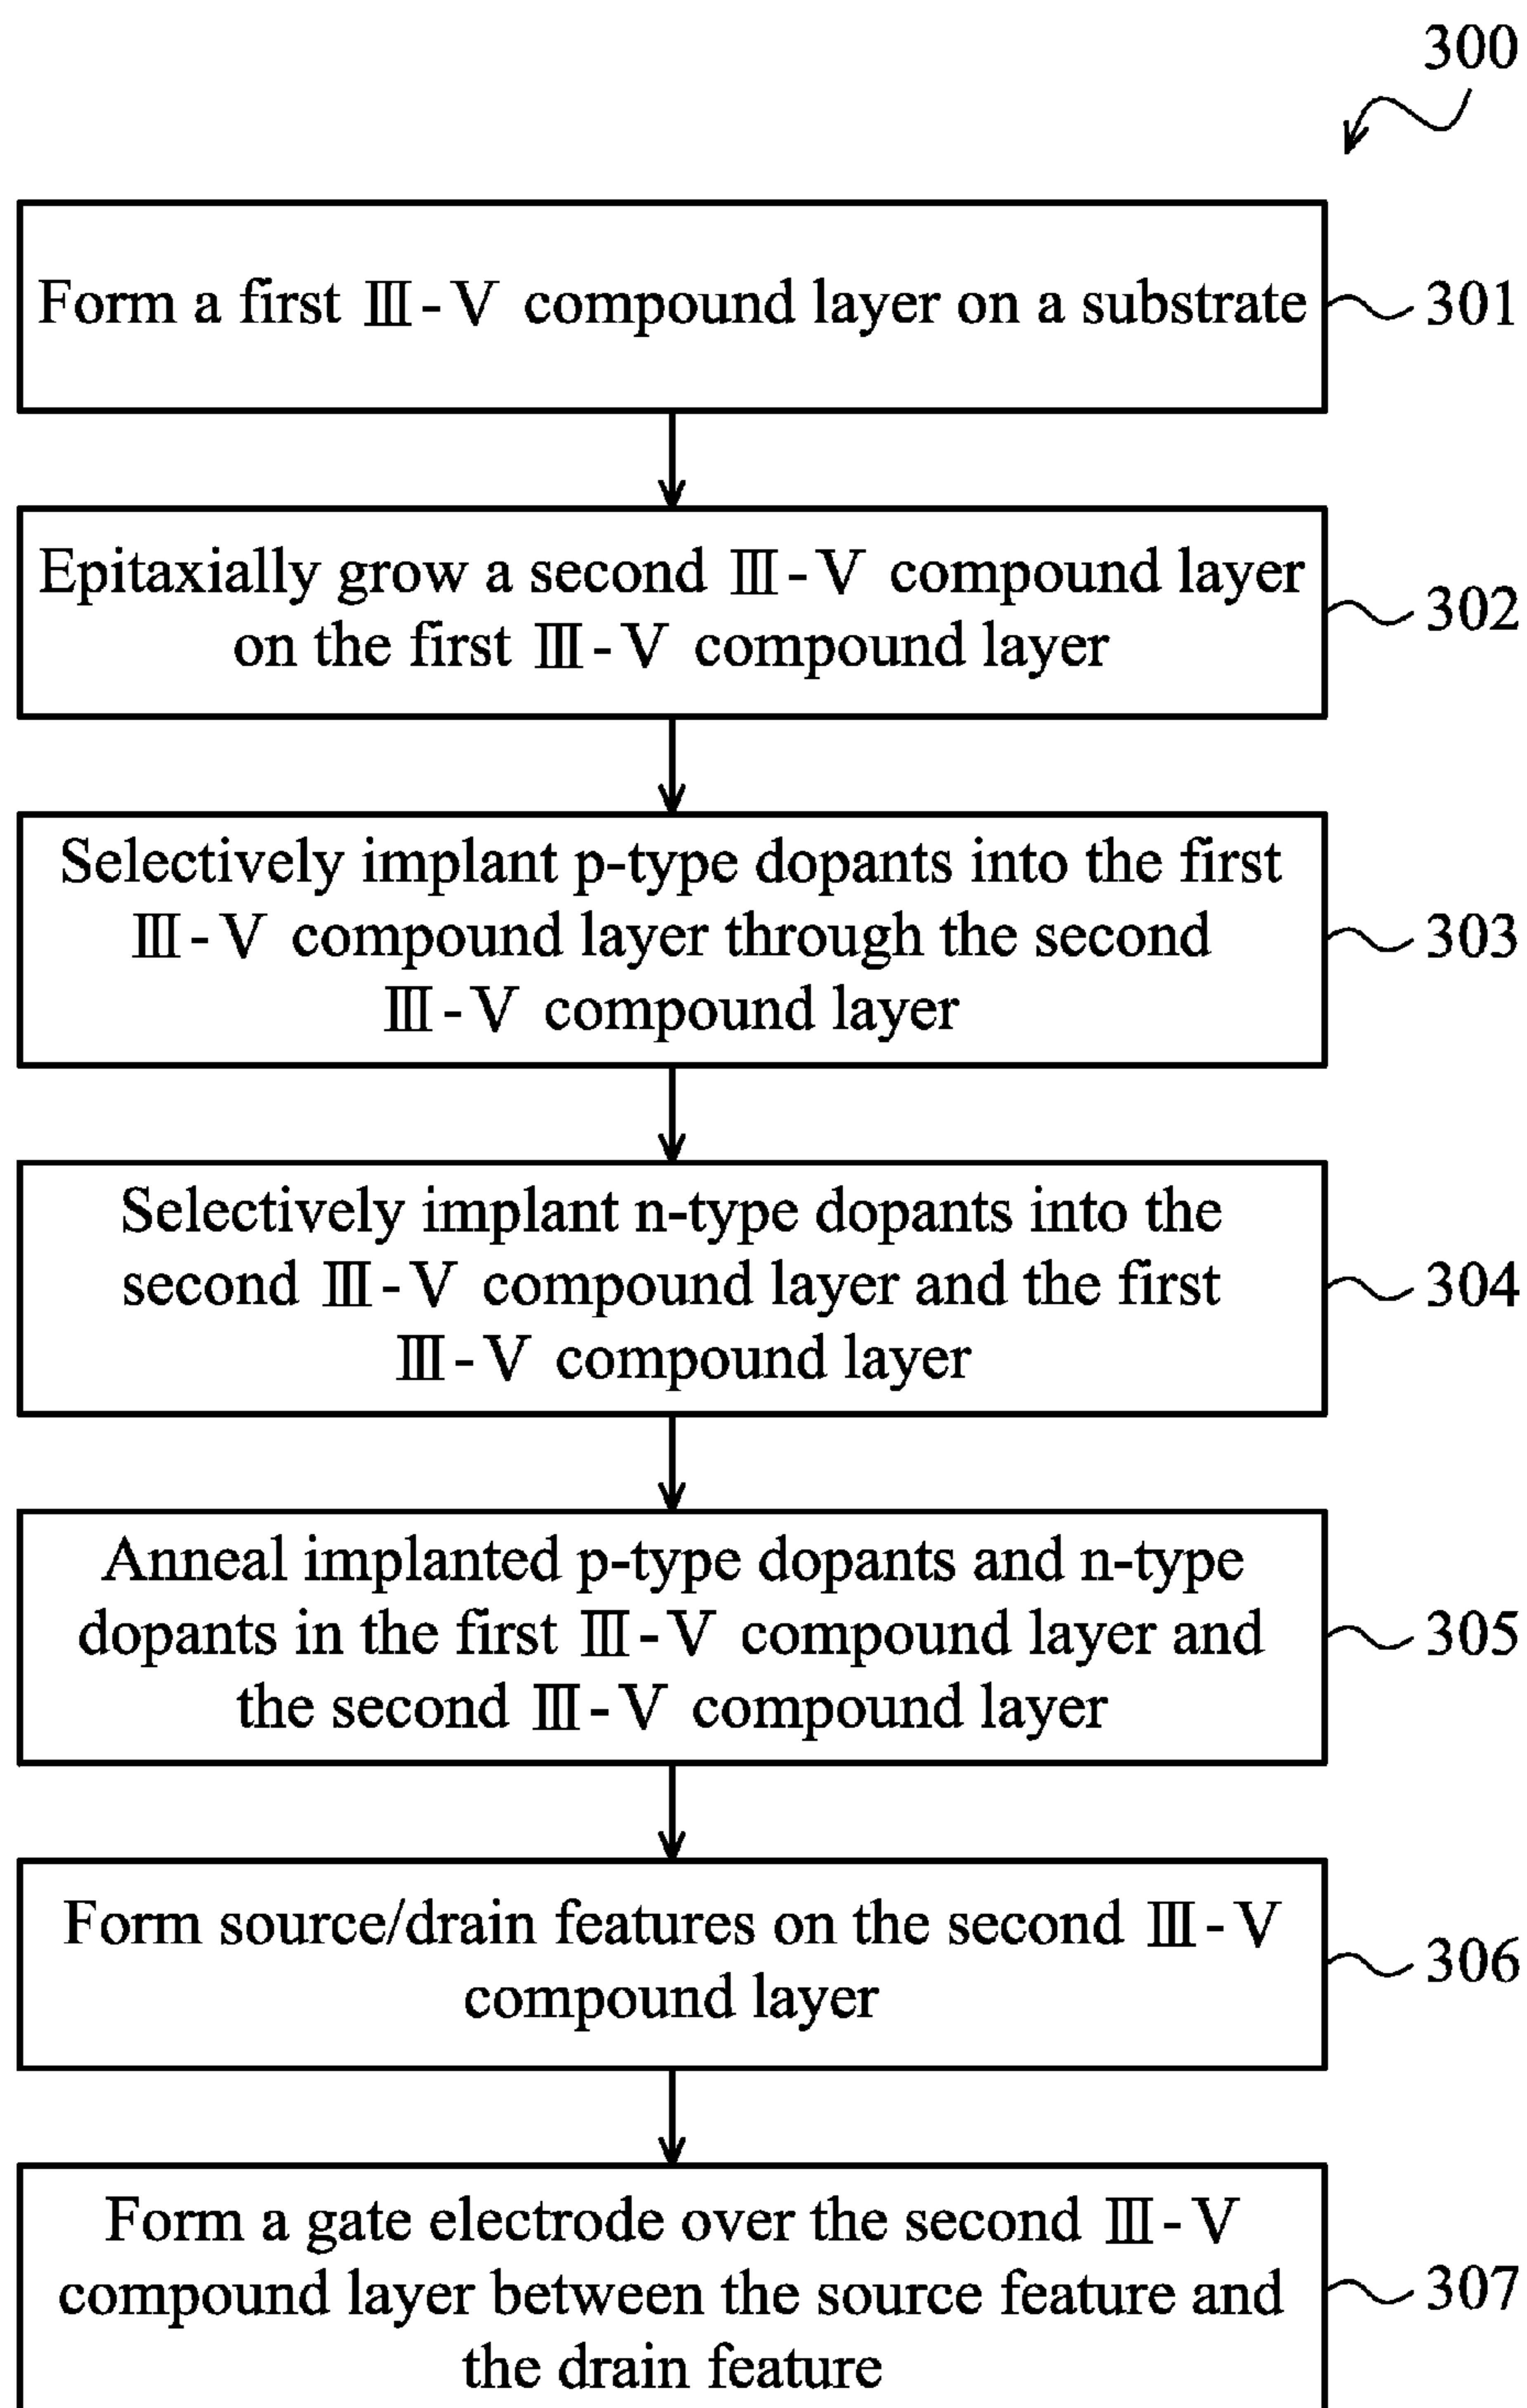 300
Form a first Ⅲ-Ⅴ compound layer on a substrate
301
Epitaxially grow a second Ⅲ-Ⅴ compound layer
on the first Ⅲ-Ⅴ compound layer
302
Selectively implant p-type dopants into the first
Ⅲ-Ⅴ compound layer through the second
Ⅲ-Ⅴ compound layer
303
Selectively implant n-type dopants into the
second Ⅲ-Ⅴ compound layer and the first
Ⅲ-Ⅴ compound layer
304
Anneal implanted p-type dopants and n-type
dopants in the first Ⅲ-Ⅴ compound layer and
the second Ⅲ-Ⅴ compound layer
305
Form source/drain features on the second Ⅲ-Ⅴ
compound layer
306
Form a gate electrode over the second Ⅲ-Ⅴ
compound layer between the source feature and
the drain feature
307